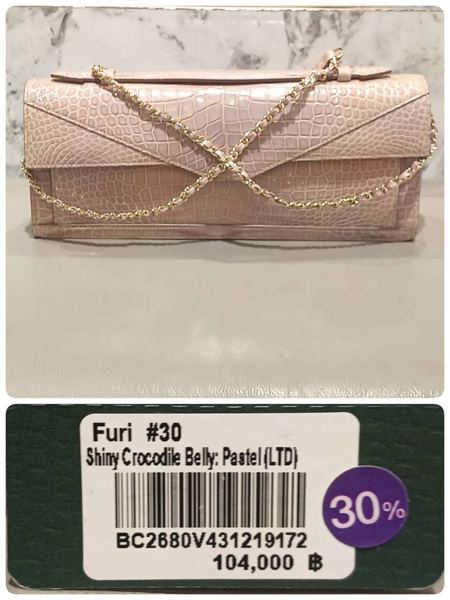 Furi #30
Shiny Crocodile Belly: Pastel (LTD)
30%
BC2680V431219172
104,000 ฿